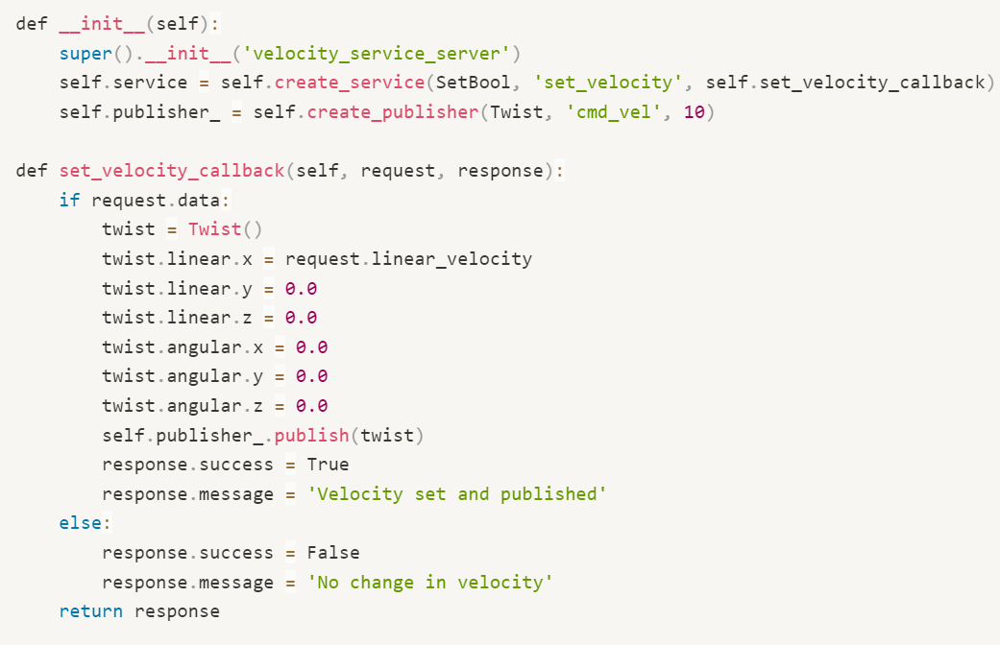 def __init__(self):
    super().__init__('velocity_service_server')
    self.service = self.create_service(SetBool, 'set_velocity', self.set_velocity_callback)
    self.publisher_ = self.create_publisher(Twist, 'cmd_vel', 10)

def set_velocity_callback(self, request, response):
    if request.data:
        twist = Twist()
        twist.linear.x = request.linear_velocity
        twist.linear.y = 0.0
        twist.linear.z = 0.0
        twist.angular.x = 0.0
        twist.angular.y = 0.0
        twist.angular.z = 0.0
        self.publisher_.publish(twist)
        response.success = True
        response.message = 'Velocity set and published'
    else:
        response.success = False
        response.message = 'No change in velocity'
    return response